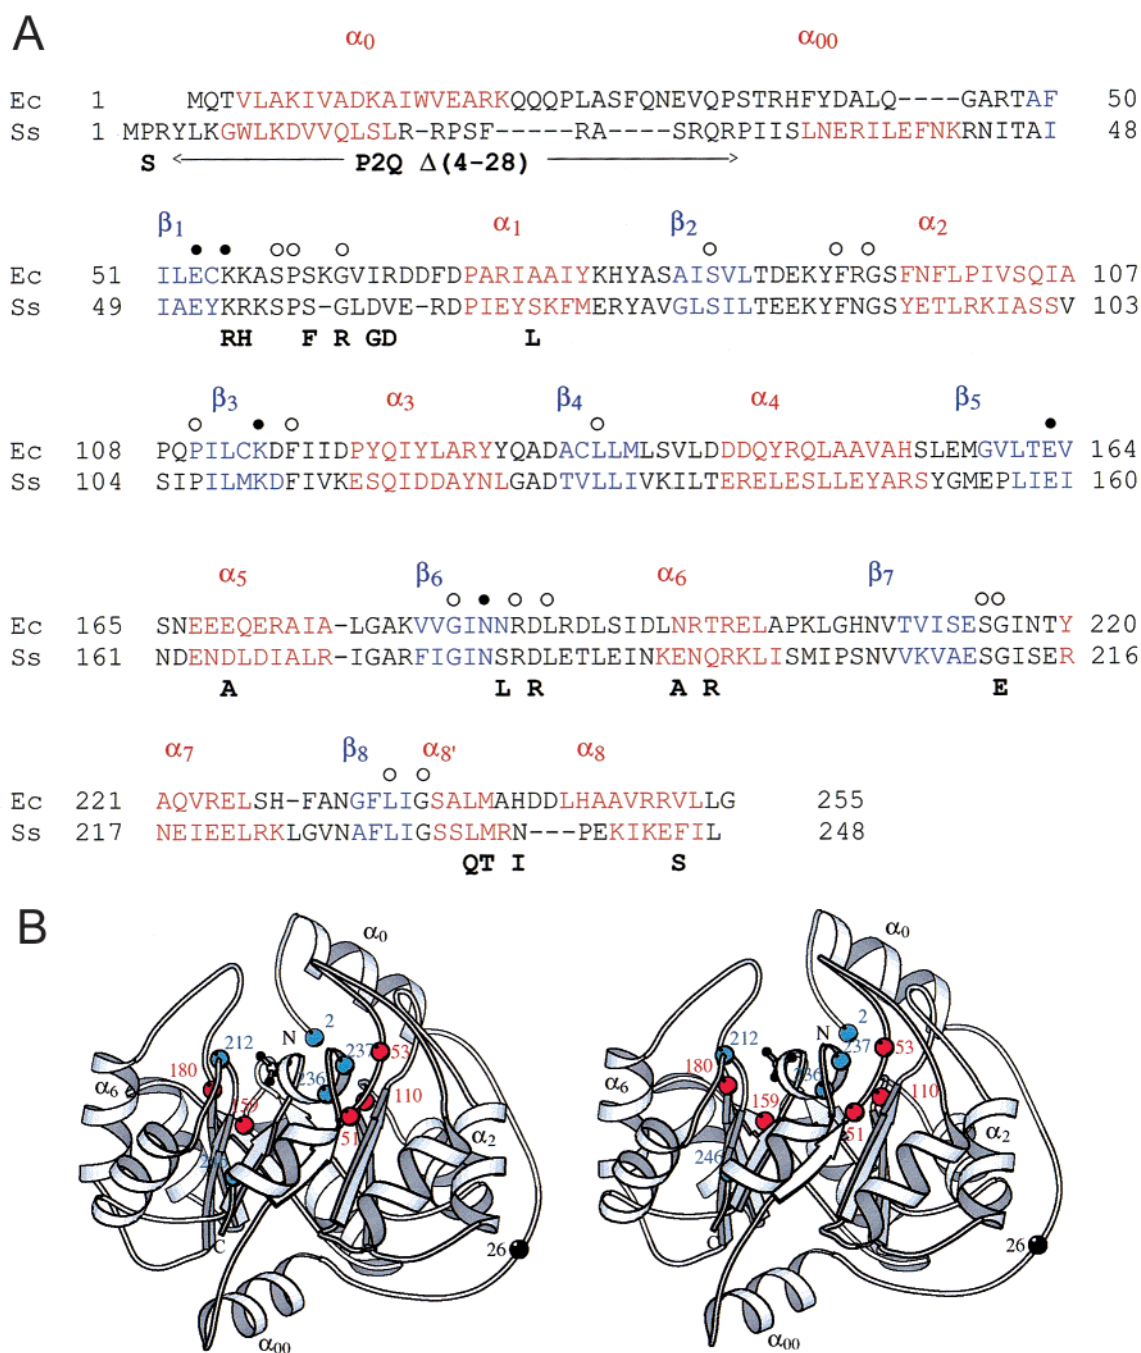 A
α0 α00
Ec 1 MQTVLAKIVADKAIWVEARKQQQPLASFQNEVQPSTRHFYDALQ----GARTAF 50
Ss 1 MPRYLKGWLKDVVQLSLR-RPSF-----RA----SRQRPIISLNERILEFNKRNITAI 48
S <— P2Q Δ(4-28) —>
β1 α1 β2 α2
● ● ○○ ○ ○ ○ ○
Ec 51 ILECKKASPSKGVIRDDFDPARIAAIYKHYASAISVLTDEKYFRGSFNFLPIVSQIA 107
Ss 49 IAEYKRKSPS-GLDVE-RDPIEYSKFMERYAVGLSILTEEKYFNGSYETLRKIASSV 103
RH F R GD L
β3 α3 β4 α4 β5
○ ● ○ ○ ●
Ec 108 PQPILCKDFIIDPYQIYLARYYQADACLLMLSVLDDDQYRQLAAVAHSLEMGVLTEV 164
Ss 104 SIPILMKDFIVKESQIDDAYNLGADTVLLIVKILTERELESLLEYARSYGMEPLIEI 160
α5 β6 α6 β7
○ ● ○ ○ ○○
Ec 165 SNEEEQERAIA-LGAKVVGINNRDLRDLSIDLNRTRELAPKLGHNVTVISESGINTY 220
Ss 161 NDENDLDIALR-IGARFIGINSRDLETLEINKENQRKLISMIPSNVVKVAESGISER 216
A L R A R E
α7 β8 α8' α8
○ ○
Ec 221 AQVRELSH-FANGFLIGSALMAHDDLHAAVRRVLLG 255
Ss 217 NEIEELRKLGVNAFLIGSSLMRN---PEKIKEFIL 248
QT I S
B
α0 α0
N 2 N 2
212 237 53 212 237 53
180 236 180 236
α6 159 110 α6 159 110
51 α2 51 α2
246 246
C C
26 26
α00 α00